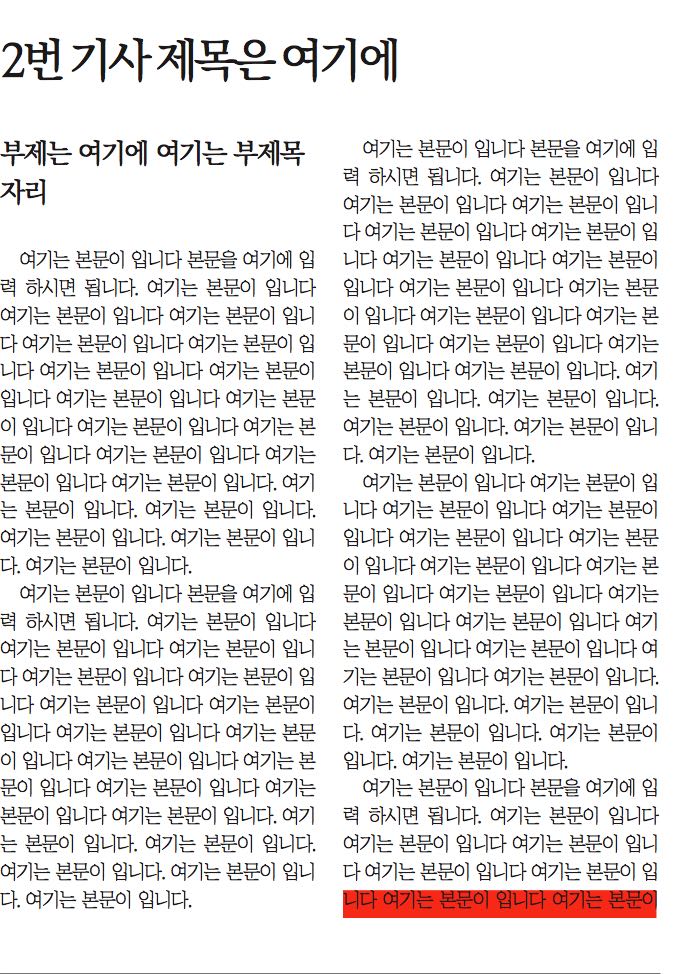 2번 기사 제목은 여기에
부제는 여기에 여기는 부제목
자리
여기는 본문이 입니다 본문을 여기에 입
력 하시면 됩니다. 여기는 본문이 입니다
여기는 본문이 입니다 여기는 본문이 입니
다 여기는 본문이 입니다 여기는 본문이 입
니다 여기는 본문이 입니다 여기는 본문이
입니다 여기는 본문이 입니다 여기는 본문
이 입니다 여기는 본문이 입니다 여기는 본
문이 입니다 여기는 본문이 입니다 여기는
본문이 입니다 여기는 본문이 입니다. 여기
는 본문이 입니다. 여기는 본문이 입니다.
여기는 본문이 입니다. 여기는 본문이 입니
다. 여기는 본문이 입니다.
여기는 본문이 입니다 본문을 여기에 입
력 하시면 됩니다. 여기는 본문이 입니다
여기는 본문이 입니다 여기는 본문이 입니
다 여기는 본문이 입니다 여기는 본문이 입
니다 여기는 본문이 입니다 여기는 본문이
입니다 여기는 본문이 입니다 여기는 본문
이 입니다 여기는 본문이 입니다 여기는 본
문이 입니다 여기는 본문이 입니다 여기는
본문이 입니다 여기는 본문이 입니다. 여기
는 본문이 입니다. 여기는 본문이 입니다.
여기는 본문이 입니다. 여기는 본문이 입니
다. 여기는 본문이 입니다.
여기는 본문이 입니다 본문을 여기에 입
력 하시면 됩니다. 여기는 본문이 입니다
여기는 본문이 입니다 여기는 본문이 입니
다 여기는 본문이 입니다 여기는 본문이 입
니다 여기는 본문이 입니다 여기는 본문이
입니다 여기는 본문이 입니다 여기는 본문
이 입니다 여기는 본문이 입니다 여기는 본
문이 입니다 여기는 본문이 입니다 여기는
본문이 입니다 여기는 본문이 입니다. 여기
는 본문이 입니다. 여기는 본문이 입니다.
여기는 본문이 입니다. 여기는 본문이 입니
다. 여기는 본문이 입니다.
여기는 본문이 입니다 여기는 본문이 입
니다 여기는 본문이 입니다 여기는 본문이
입니다 여기는 본문이 입니다 여기는 본문
이 입니다 여기는 본문이 입니다 여기는 본
문이 입니다 여기는 본문이 입니다 여기는
본문이 입니다 여기는 본문이 입니다 여기
는 본문이 입니다 여기는 본문이 입니다 여
기는 본문이 입니다 여기는 본문이 입니다.
여기는 본문이 입니다. 여기는 본문이 입니
다. 여기는 본문이 입니다. 여기는 본문이
입니다. 여기는 본문이 입니다.
여기는 본문이 입니다 본문을 여기에 입
력 하시면 됩니다. 여기는 본문이 입니다
여기는 본문이 입니다 여기는 본문이 입니
다 여기는 본문이 입니다 여기는 본문이 입
니다 여기는 본문이 입니다 여기는 본문이